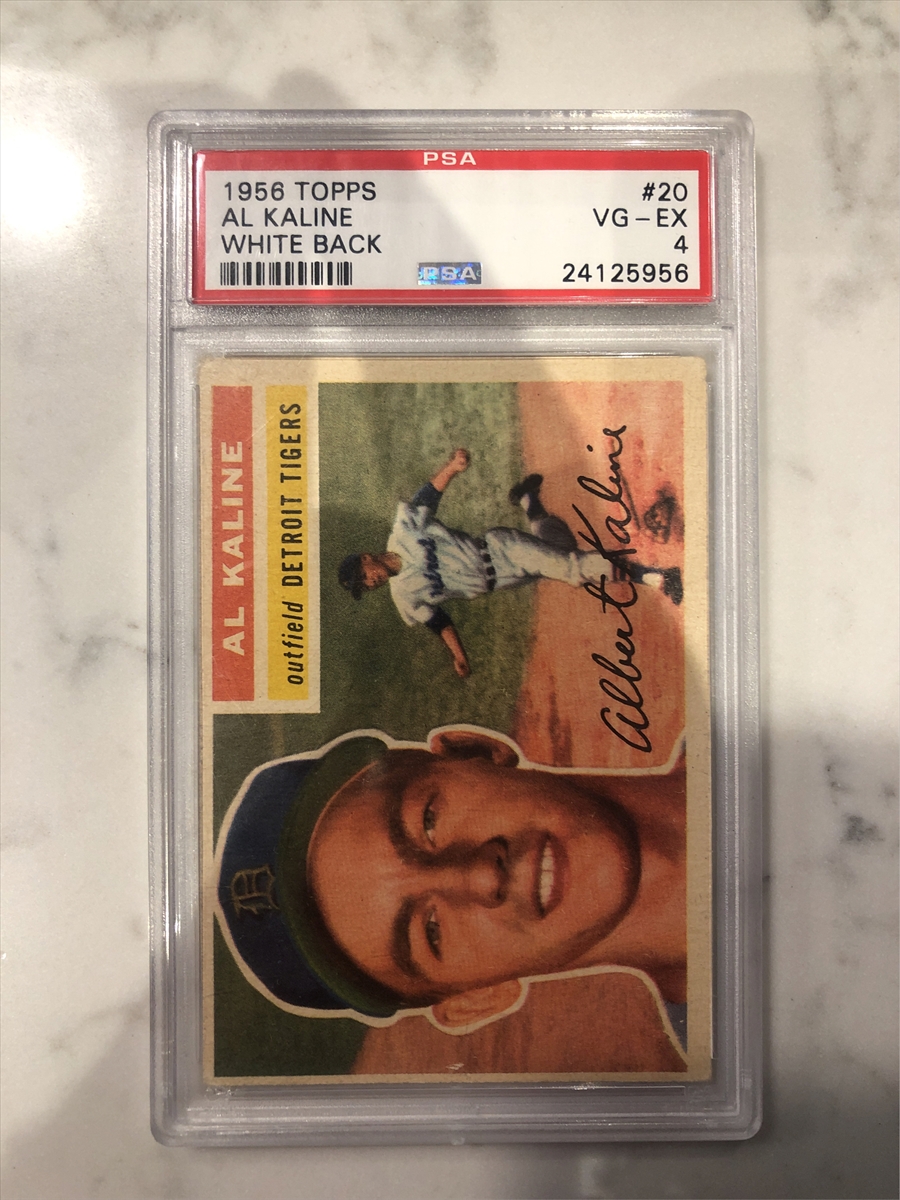 PSA
1956 TOPPS #20
AL KALINE VG-EX
WHITE BACK 4
PSA 24125956
AL KALINE
outfield DETROIT TIGERS
Albert Kaline
D